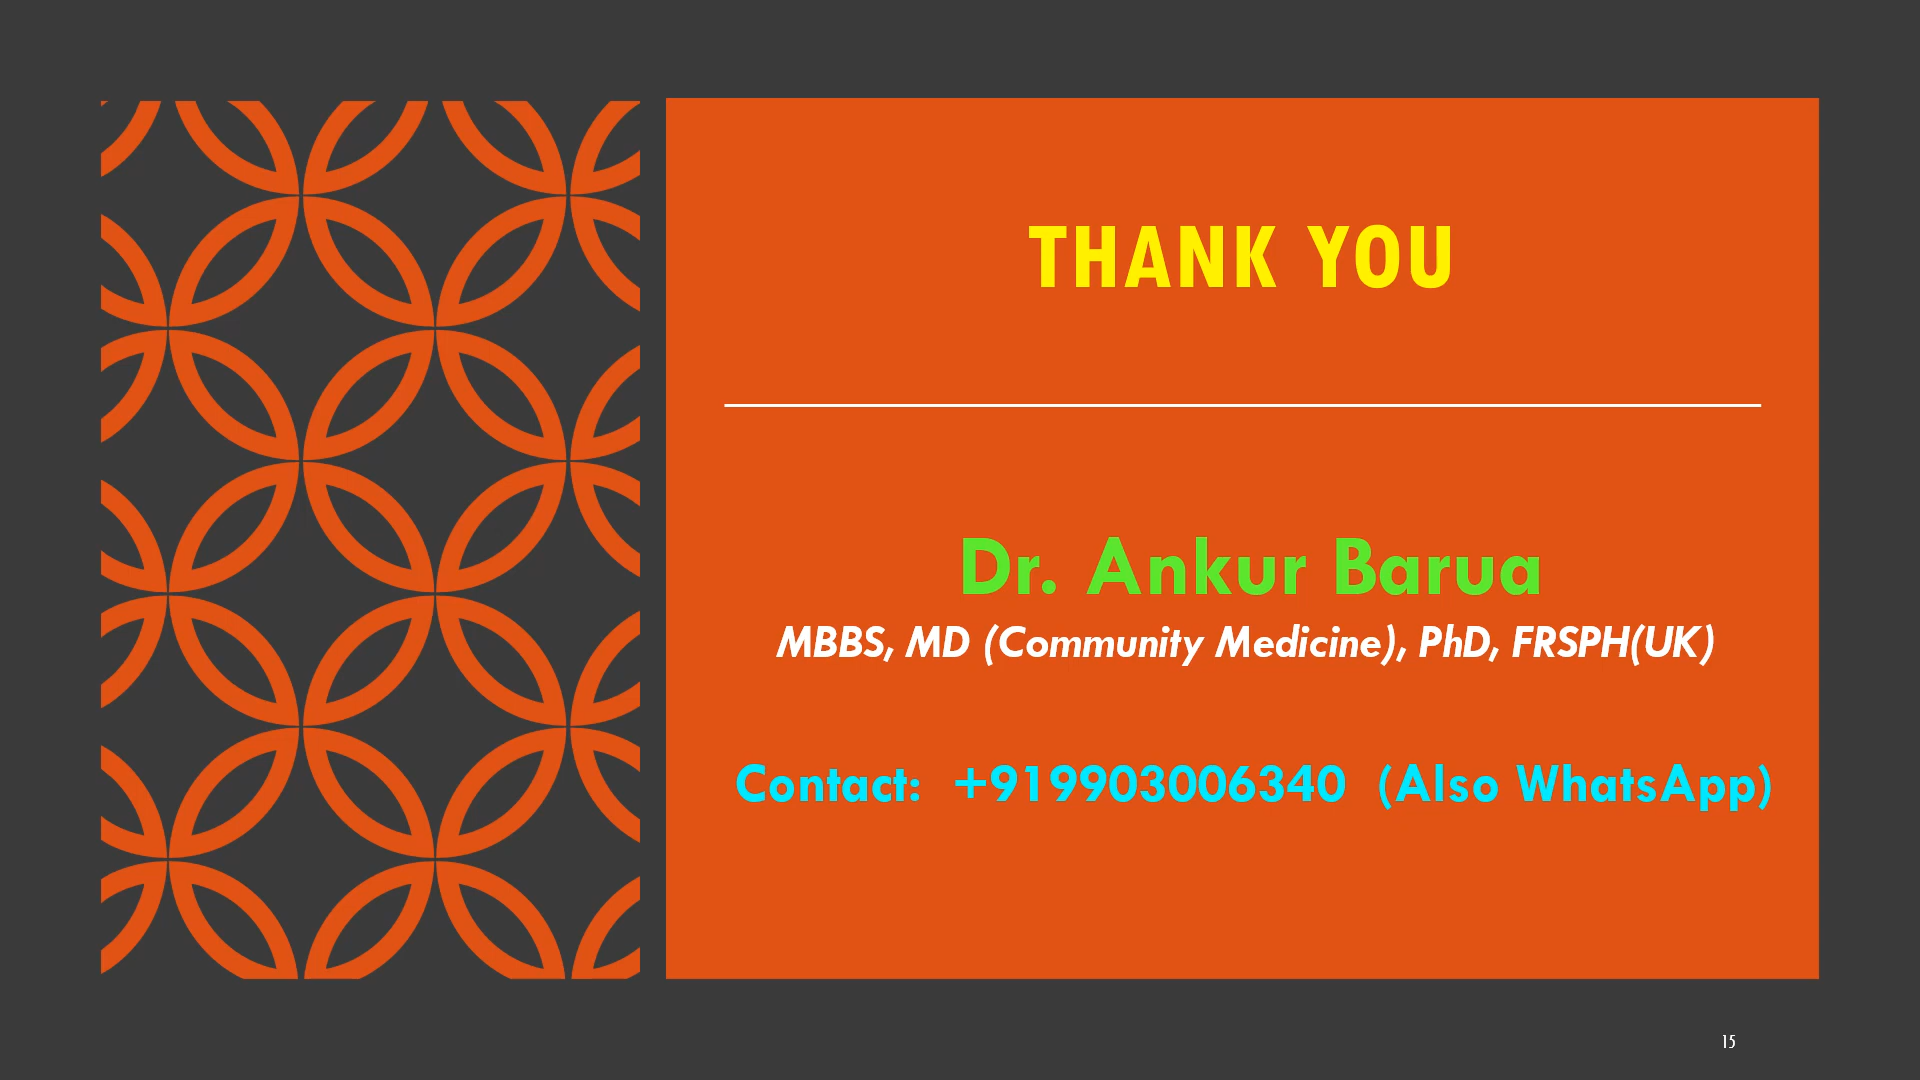 THANK YOU
Dr. Ankur Barua
MBBS, MD (Community Medicine), PhD, FRSPH(UK)
Contact: +919903006340 (Also WhatsApp)
15